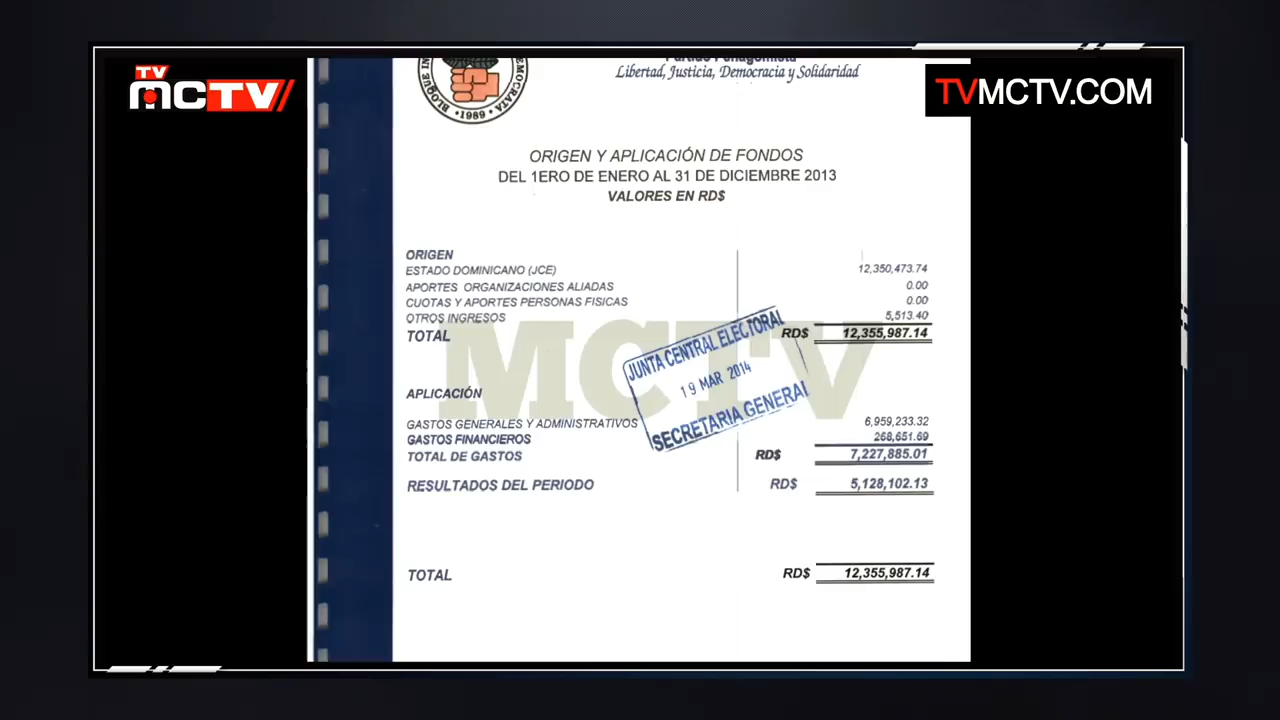 TV
MCTV
TVMCTV.COM
BLOQUE IN
EMOCRATA
•1989•
Libertad, Justicia, Democracia y Solidaridad
ORIGEN Y APLICACIÓN DE FONDOS
DEL 1ERO DE ENERO AL 31 DE DICIEMBRE 2013
VALORES EN RD$
ORIGEN
ESTADO DOMINICANO (JCE) 12,350,473.74
APORTES ORGANIZACIONES ALIADAS 0.00
CUOTAS Y APORTES PERSONAS FISICAS 0.00
OTROS INGRESOS 5,513.40
TOTAL RD$ 12,355,987.14
MCTV
JUNTA CENTRAL ELECTORAL
19 MAR 2014
SECRETARIA GENERAL
APLICACIÓN
GASTOS GENERALES Y ADMINISTRATIVOS 6,959,233.32
GASTOS FINANCIEROS 268,651.69
TOTAL DE GASTOS RD$ 7,227,885.01
RESULTADOS DEL PERIODO RD$ 5,128,102.13
TOTAL RD$ 12,355,987.14